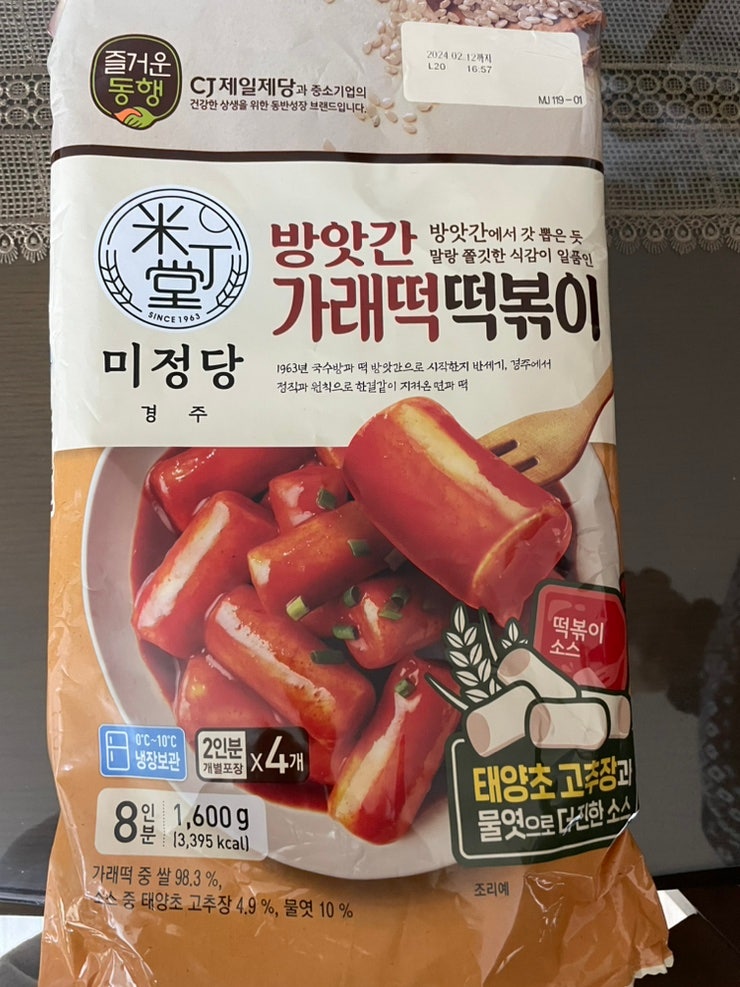 즐거운
동행
CJ제일제당과 중소기업의
건강한 상생을 위한 동반성장 브랜드입니다.
2024.02.12까지
L20 16:57
MJ119-01
米丁堂
SINCE 1963
미정당
경주
방앗간
방앗간에서 갓 뽑은 듯
말랑 쫄깃한 식감이 일품인
가래떡떡볶이
1963년 국수방과 떡 방앗간으로 시작한지 반세기, 경주에서
정직과 원칙으로 한결같이 지켜온 면과 떡
떡볶이
소스
태양초 고추장과
물엿으로 더 진한 소스
0℃~10℃
냉장보관
2인분
개별포장
x4개
8인분
1,600 g
(3,395 kcal)
가래떡 중 쌀 98.3 %,
소스 중 태양초 고추장 4.9 %, 물엿 10 %
조리예